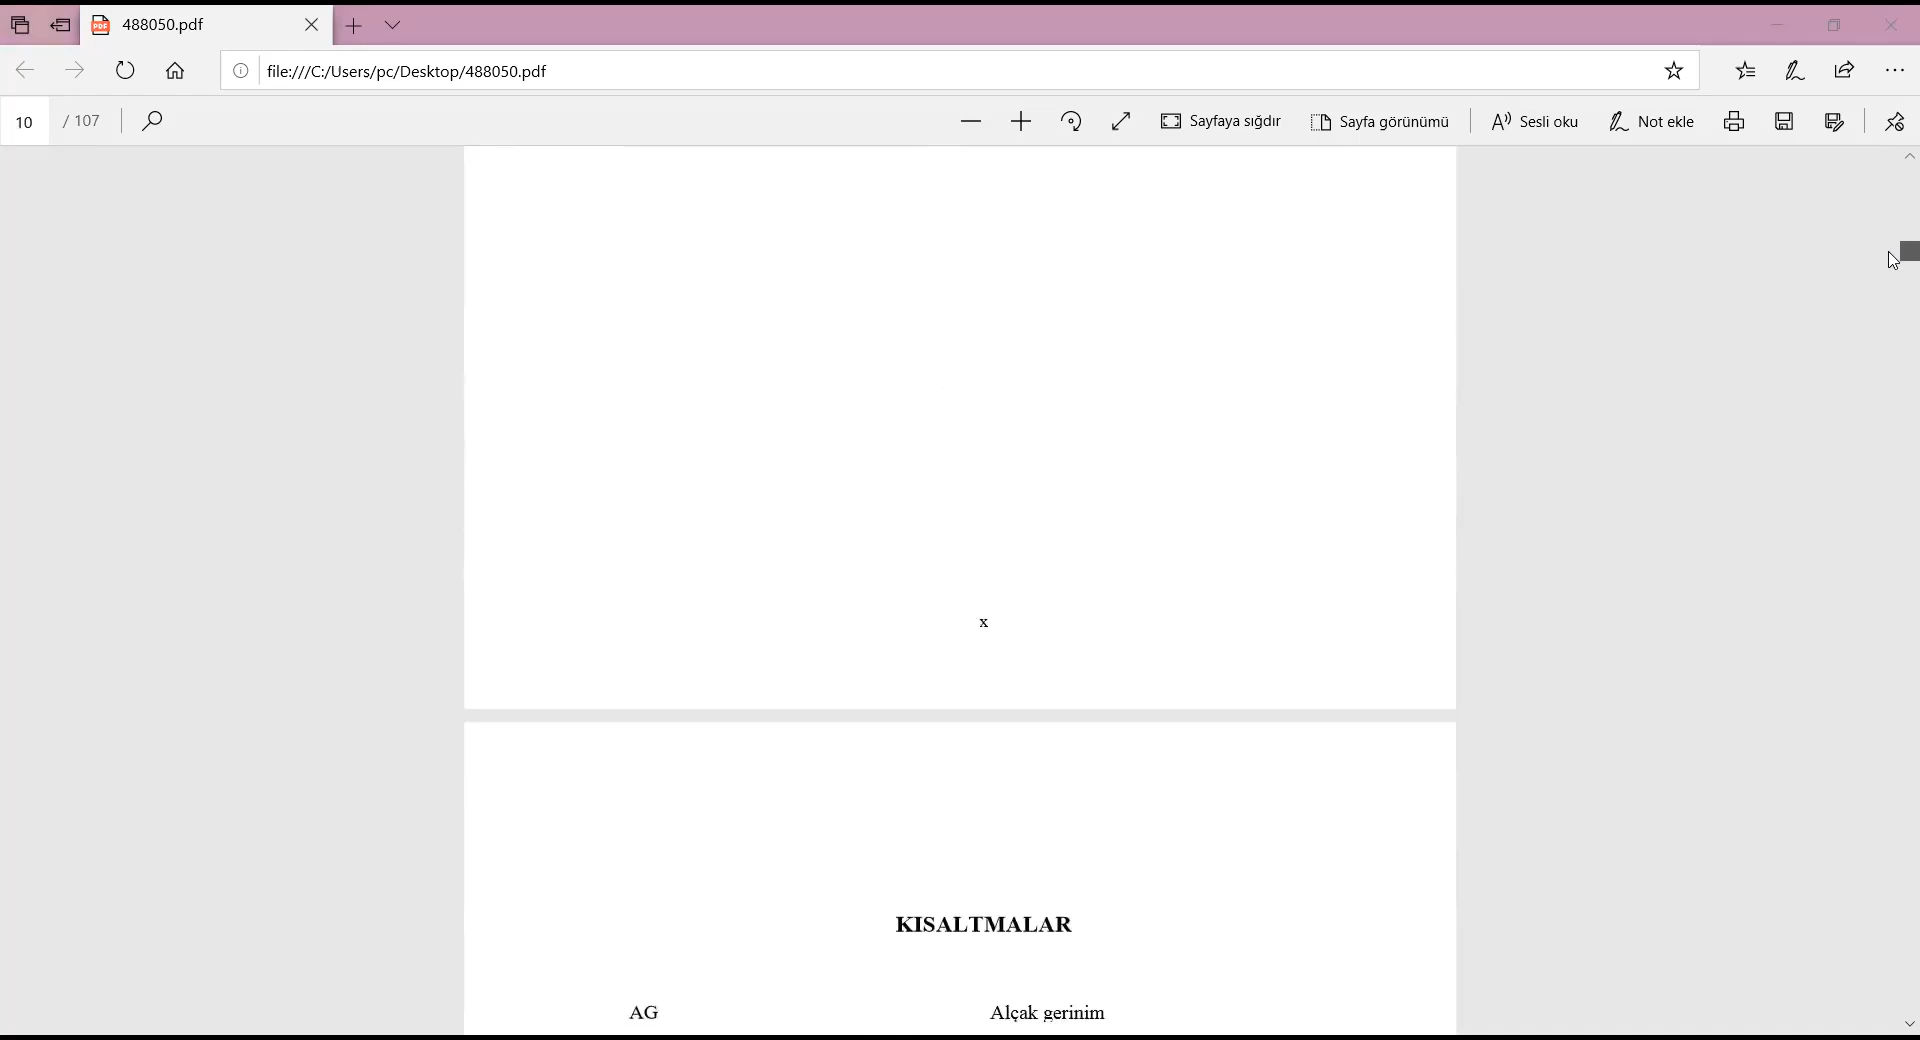 488050.pdf
file:///C:/Users/pc/Desktop/488050.pdf
10 / 107
Sayfaya sığdır
Sayfa görünümü
Sesli oku
Not ekle
x
KISALTMALAR
AG Alçak gerinim